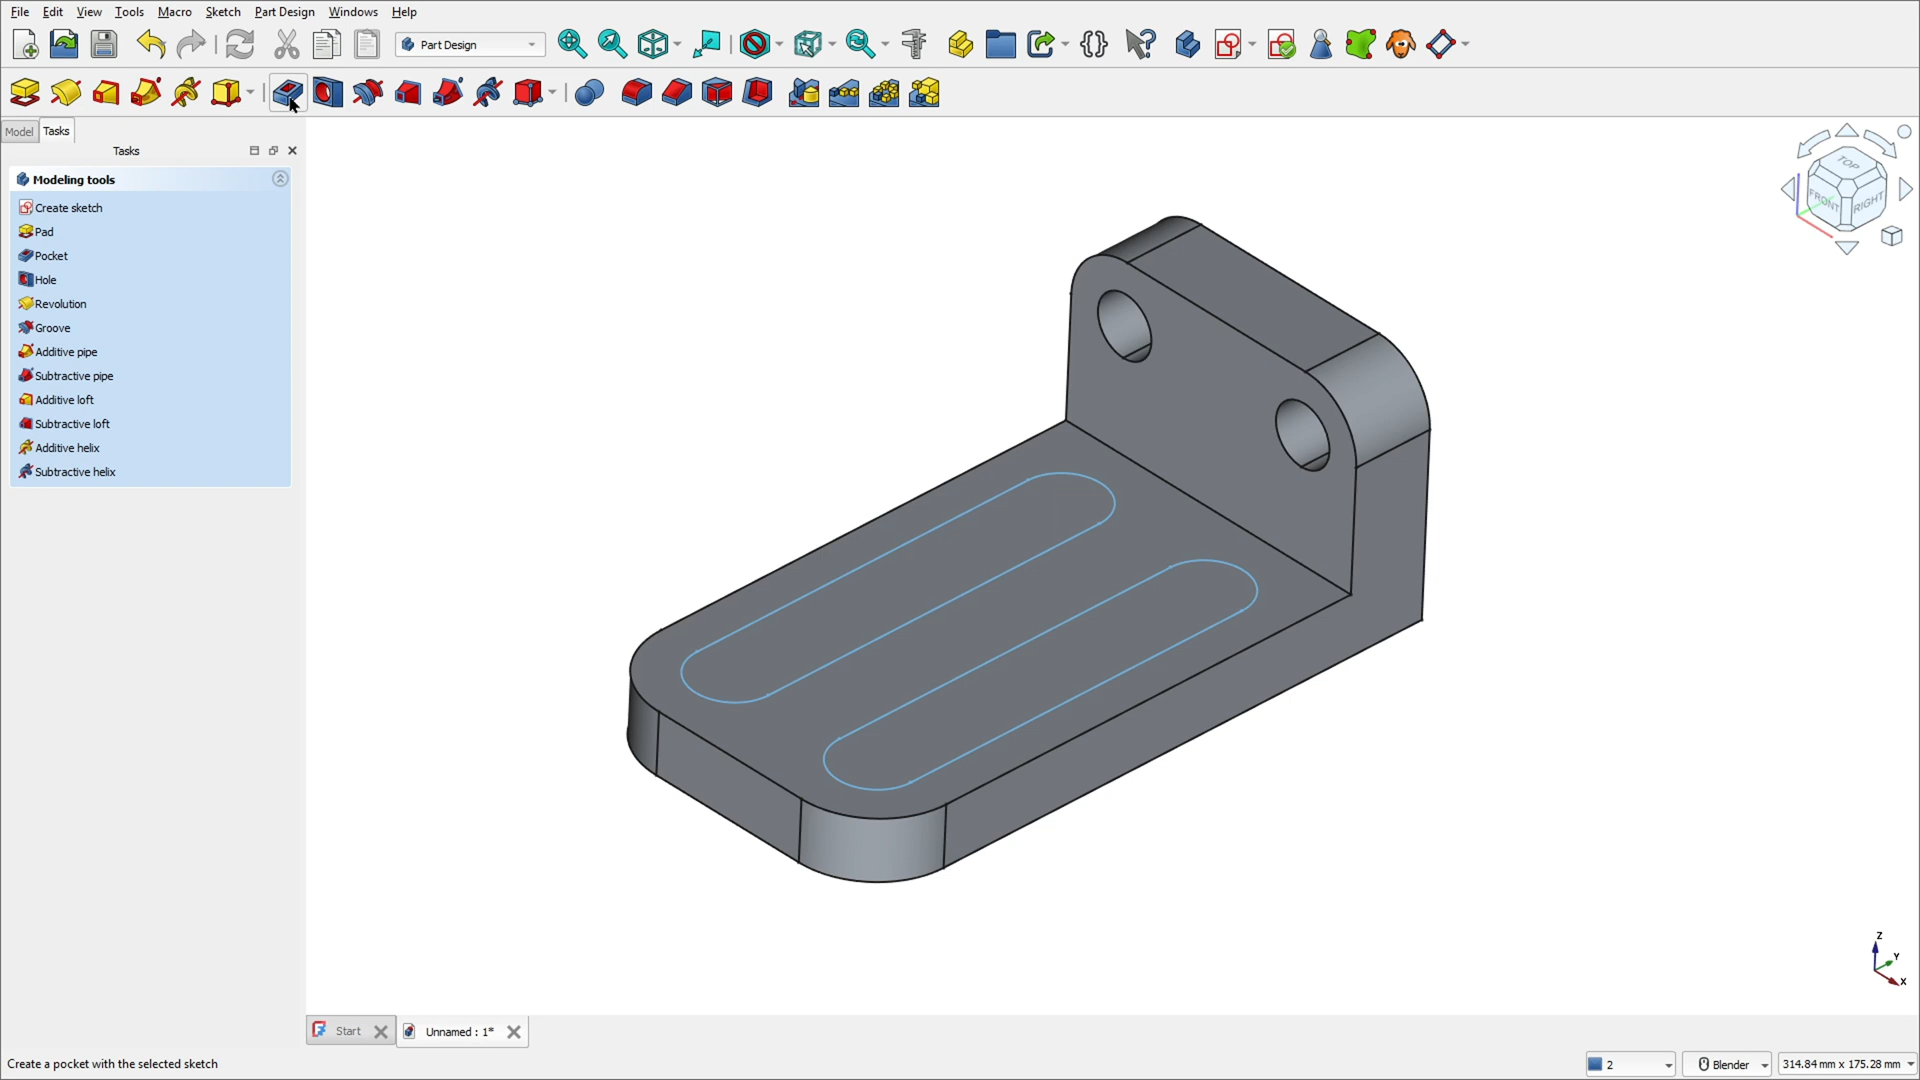 File Edit View Tools Macro Sketch Part Design Windows Help
Part Design
Model Tasks
Tasks
Modeling tools
Create sketch
Pad
Pocket
Hole
Revolution
Groove
Additive pipe
Subtractive pipe
Additive loft
Subtractive loft
Additive helix
Subtractive helix
TOP
FRONT RIGHT
Z
Y
X
Start Unnamed : 1*
Create a pocket with the selected sketch
2 Blender 314.84 mm x 175.28 mm